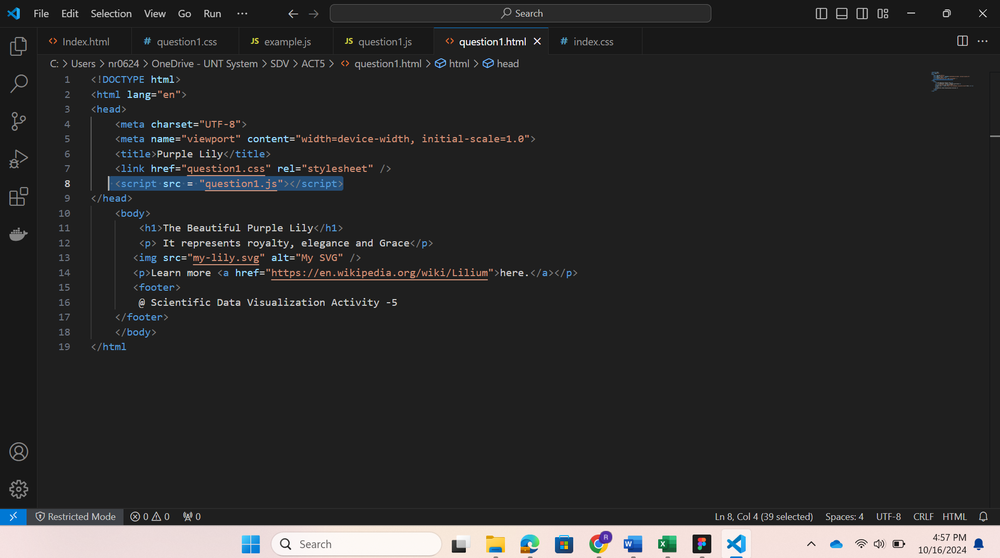 File Edit Selection View Go Run ··· Search
Index.html # question1.css JS example.js JS question1.js question1.html # index.css
C: > Users > nr0624 > OneDrive - UNT System > SDV > ACT5 > question1.html > html > head
1 <!DOCTYPE html>
2 <html lang="en">
3 <head>
4 <meta charset="UTF-8">
5 <meta name="viewport" content="width=device-width, initial-scale=1.0">
6 <title>Purple Lily</title>
7 <link href="question1.css" rel="stylesheet" />
8 <script src = "question1.js"></script>
9 </head>
10 <body>
11 <h1>The Beautiful Purple Lily</h1>
12 <p> It represents royalty, elegance and Grace</p>
13 <img src="my-lily.svg" alt="My SVG" />
14 <p>Learn more <a href="https://en.wikipedia.org/wiki/Lilium">here.</a></p>
15 <footer>
16 @ Scientific Data Visualization Activity -5
17 </footer>
18 </body>
19 </html
Restricted Mode 0 0 0 Ln 8, Col 4 (39 selected) Spaces: 4 UTF-8 CRLF HTML
Search R W X 4:57 PM
10/16/2024